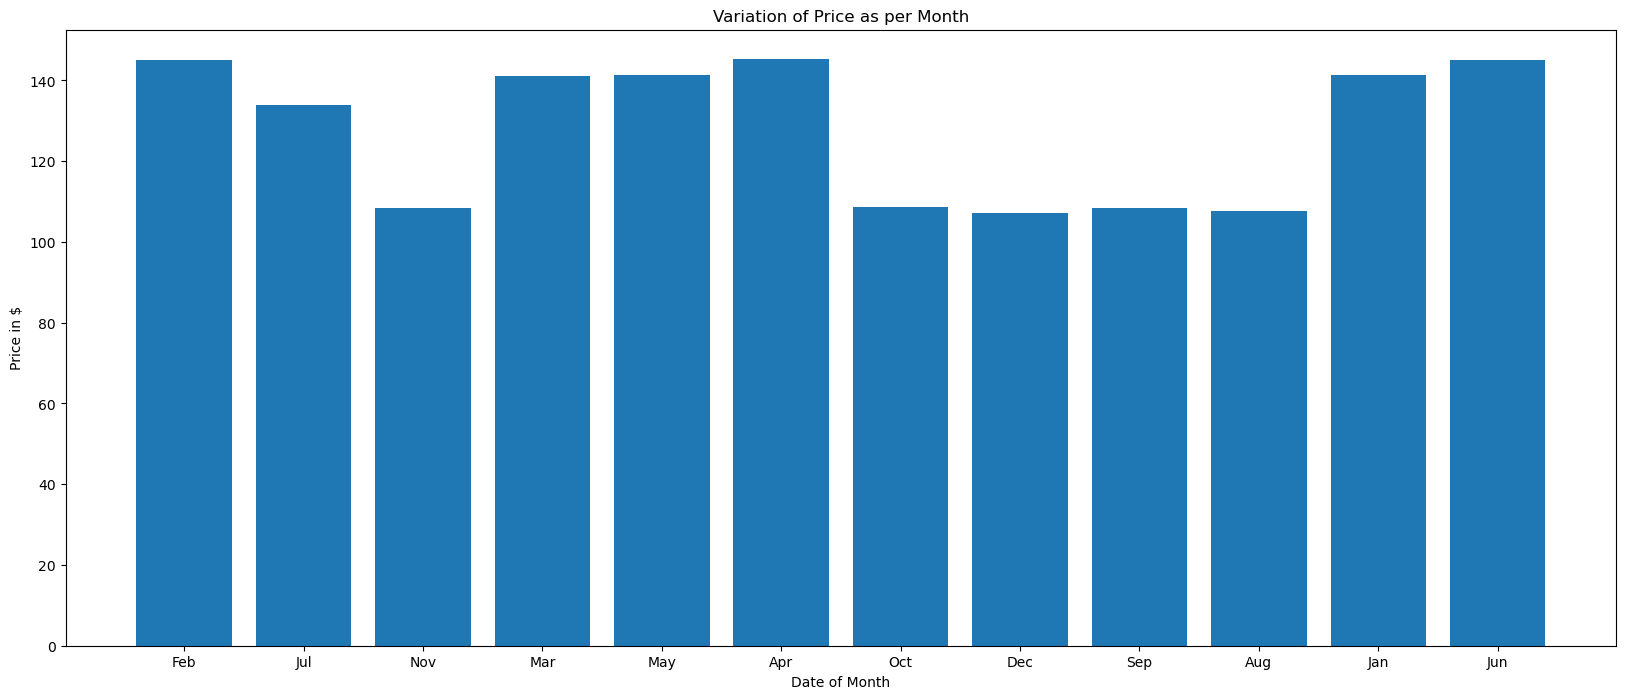 Variation of Price as per Month
Price in $
140
120
100
80
60
40
20
0
Feb Jul Nov Mar May Apr Oct Dec Sep Aug Jan Jun
Date of Month